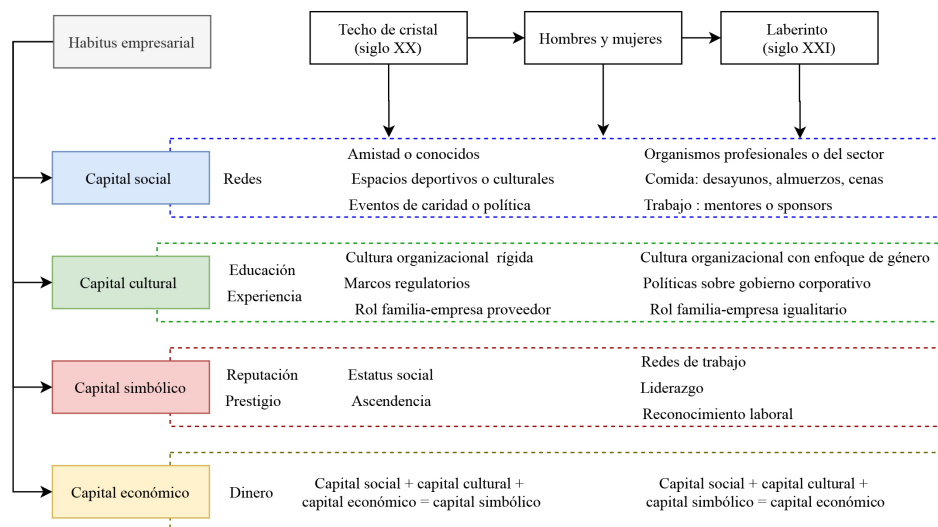 Habitus empresarial
Techo de cristal
(siglo XX)
Hombres y mujeres
Laberinto
(siglo XXI)
Capital social
Redes
Amistad o conocidos
Espacios deportivos o culturales
Eventos de caridad o política
Organismos profesionales o del sector
Comida: desayunos, almuerzos, cenas
Trabajo : mentores o sponsors
Capital cultural
Educación
Experiencia
Cultura organizacional rígida
Marcos regulatorios
Rol familia-empresa proveedor
Cultura organizacional con enfoque de género
Políticas sobre gobierno corporativo
Rol familia-empresa igualitario
Capital simbólico
Reputación
Prestigio
Estatus social
Ascendencia
Redes de trabajo
Liderazgo
Reconocimiento laboral
Capital económico
Dinero
Capital social + capital cultural +
capital económico = capital simbólico
Capital social + capital cultural +
capital simbólico = capital económico